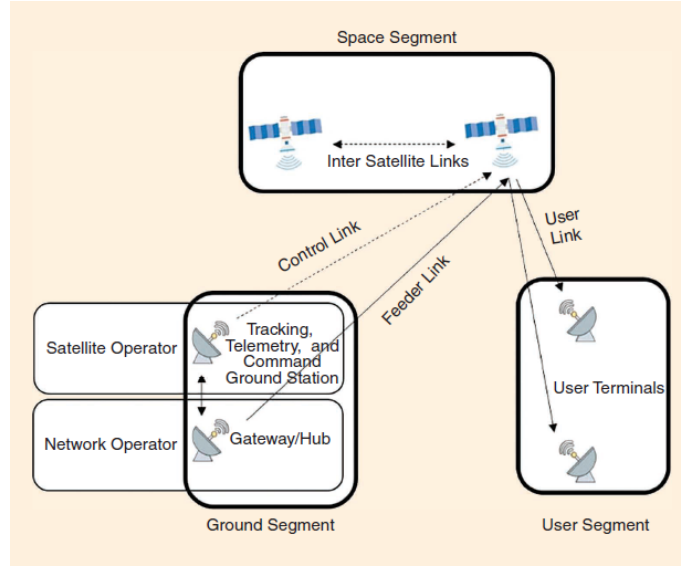 Space Segment
Inter Satellite Links
Control Link
Feeder Link
User
Link
Satellite Operator
Tracking,
Telemetry, and
Command
Ground Station
Network Operator
Gateway/Hub
User Terminals
Ground Segment
User Segment